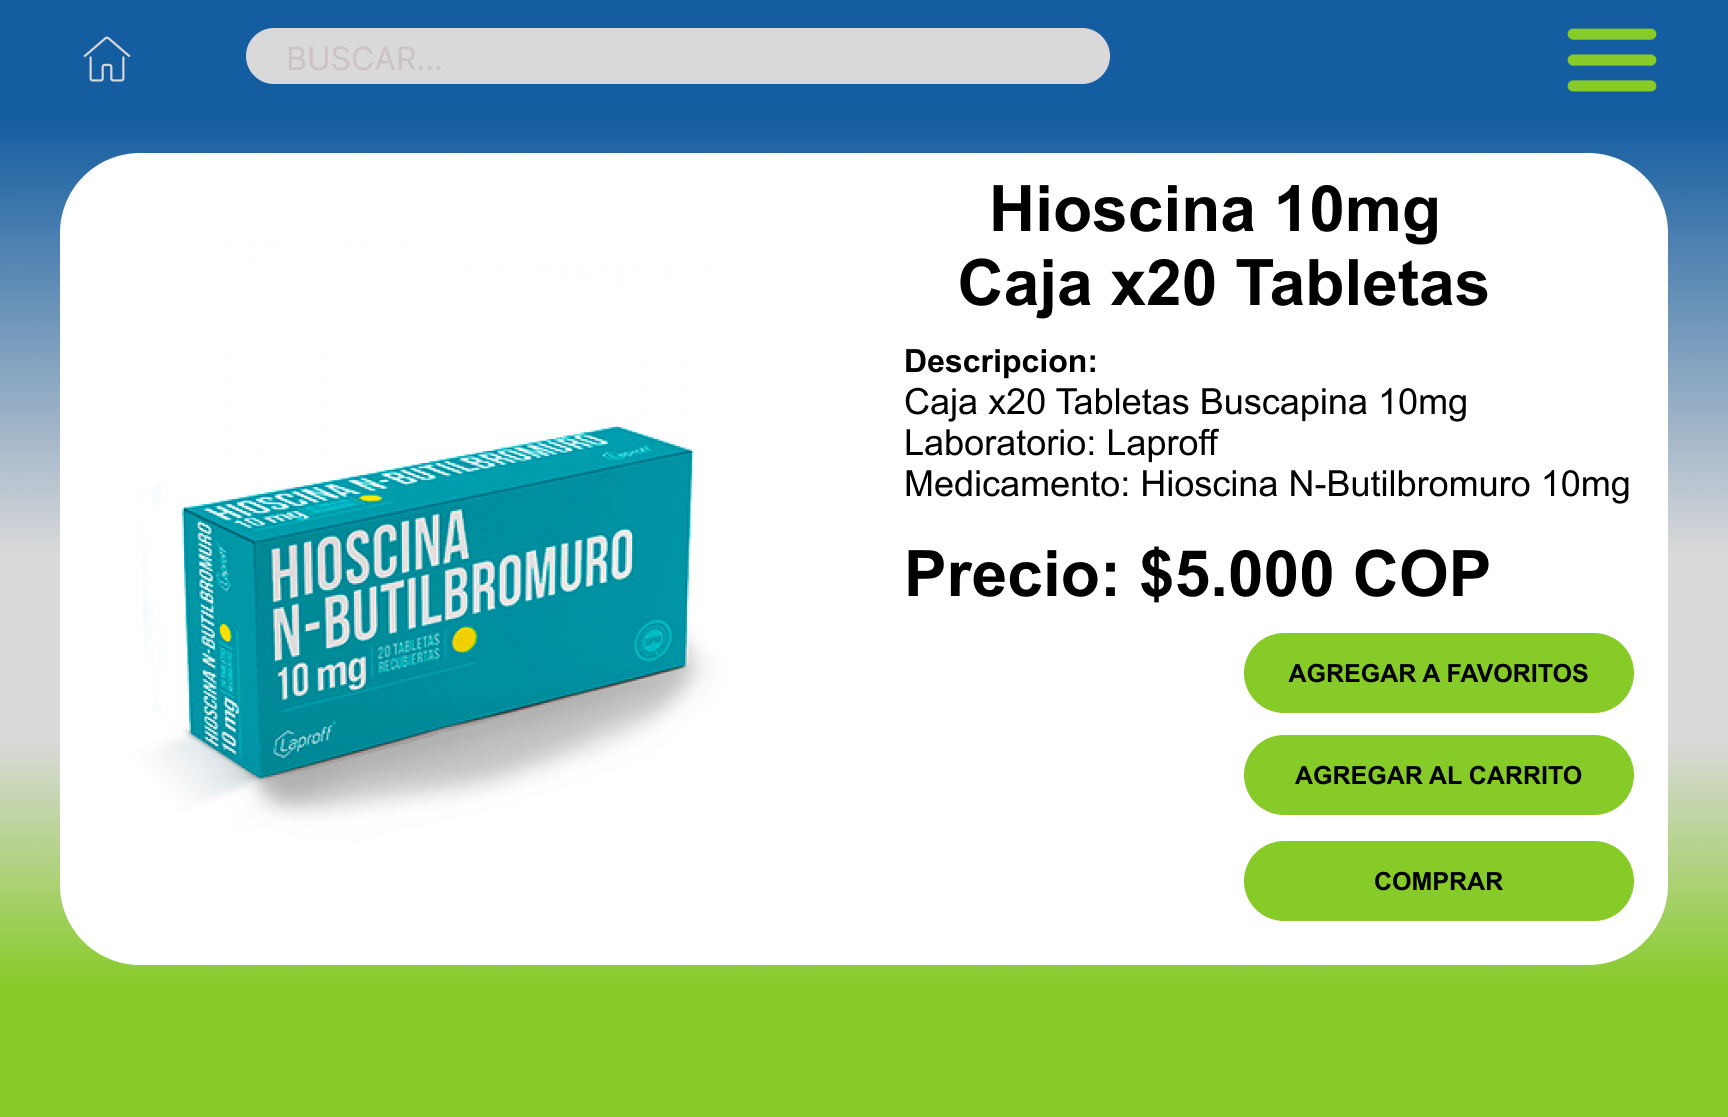 BUSCAR...
Hioscina 10mg
Caja x20 Tabletas
Descripcion:
Caja x20 Tabletas Buscapina 10mg
Laboratorio: Laproff
Medicamento: Hioscina N-Butilbromuro 10mg
Precio: $5.000 COP
AGREGAR A FAVORITOS
AGREGAR AL CARRITO
COMPRAR
HIOSCINA N-BUTILBROMURO
10 mg
Laproff
HIOSCINA
N-BUTILBROMURO
10 mg
20 TABLETAS
RECUBIERTAS
Laproff
HIOSCINA N-BUTILBROMURO
10 mg
Laproff